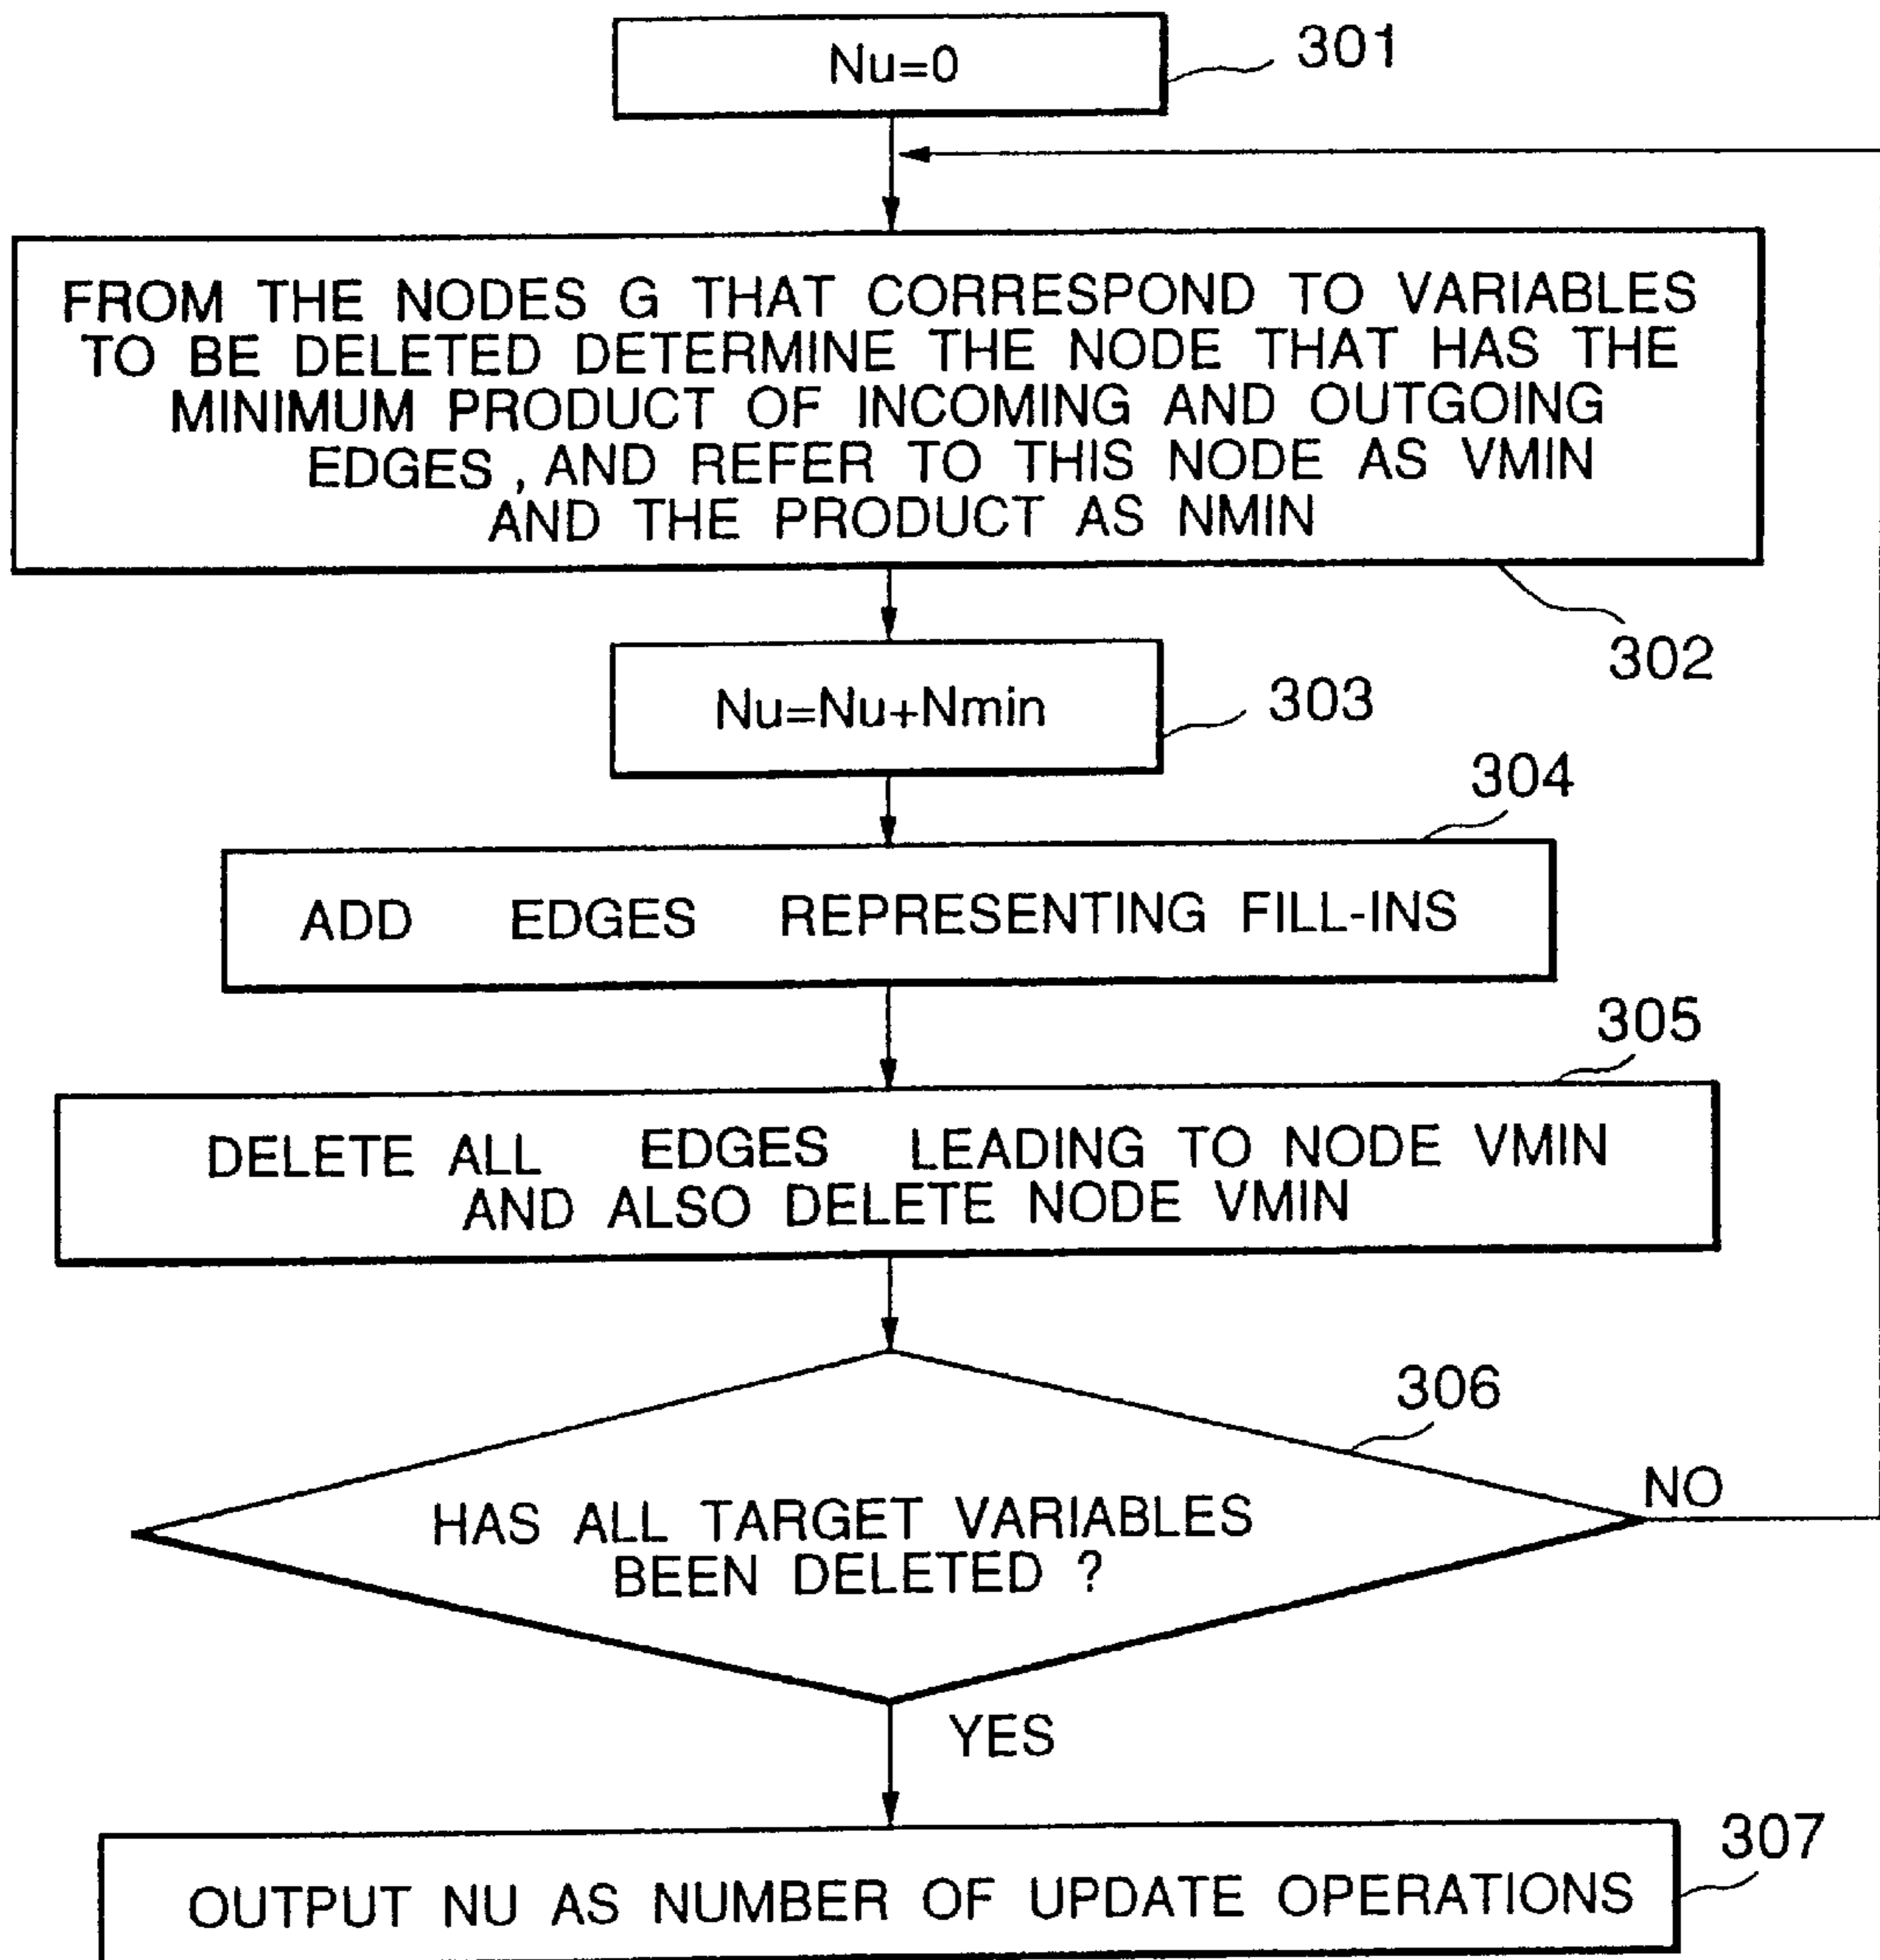 Nu=0
301
FROM THE NODES G THAT CORRESPOND TO VARIABLES
TO BE DELETED DETERMINE THE NODE THAT HAS THE
MINIMUM PRODUCT OF INCOMING AND OUTGOING
EDGES , AND REFER TO THIS NODE AS VMIN
AND THE PRODUCT AS NMIN
302
Nu=Nu+Nmin
303
304
ADD EDGES REPRESENTING FILL-INS
305
DELETE ALL EDGES LEADING TO NODE VMIN
AND ALSO DELETE NODE VMIN
306
NO
HAS ALL TARGET VARIABLES
BEEN DELETED ?
YES
307
OUTPUT NU AS NUMBER OF UPDATE OPERATIONS